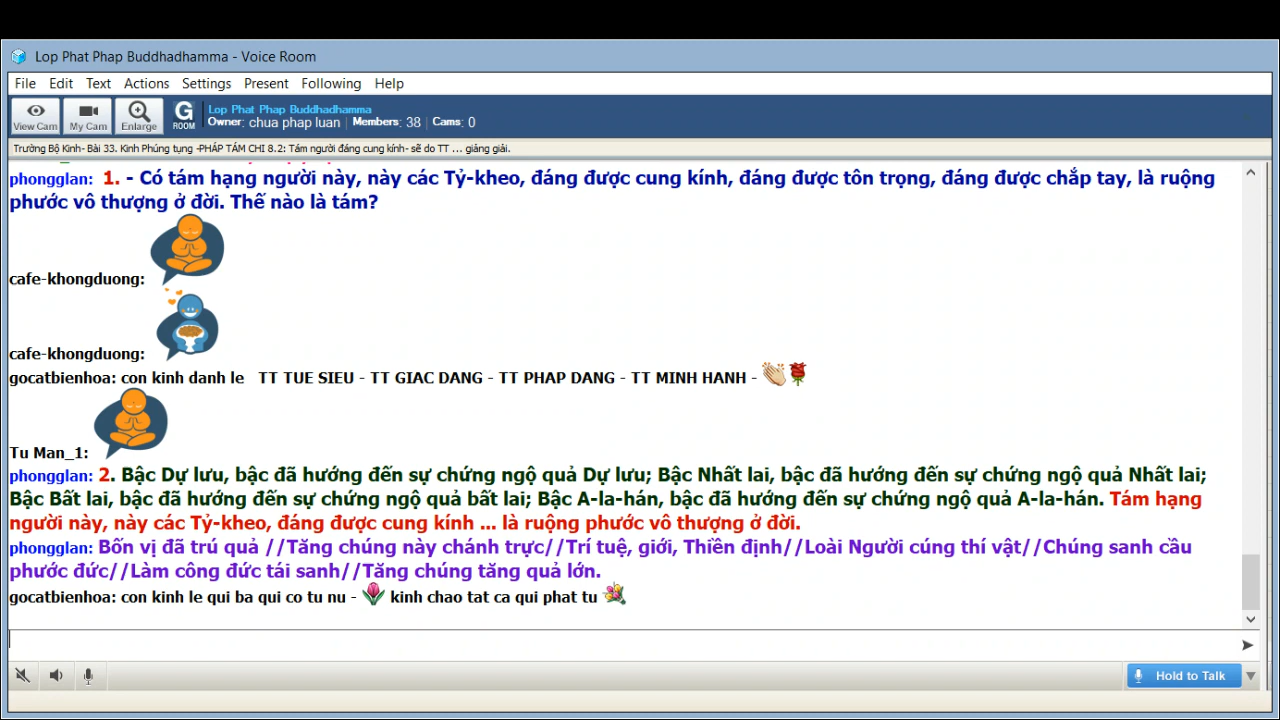 Lop Phat Phap Buddhadhamma - Voice Room
File Edit Text Actions Settings Present Following Help
View Cam My Cam Enlarge G ROOM Lop Phat Phap Buddhadhamma
Owner: chua phap luan | Members: 38 | Cams: 0
Trường Bộ Kinh- Bài 33. Kinh Phúng tụng -PHÁP TÁM CHI 8.2: Tám người đáng cung kính- sẽ do TT ... giảng giải.
phongglan: 1. - Có tám hạng người này, này các Tỷ-kheo, đáng được cung kính, đáng được tôn trọng, đáng được chắp tay, là ruộng
phước vô thượng ở đời. Thế nào là tám?
cafe-khongduong:
cafe-khongduong:
gocatbienhoa: con kinh danh le TT TUE SIEU - TT GIAC DANG - TT PHAP DANG - TT MINH HANH -
Tu Man_1:
phongglan: 2. Bậc Dự lưu, bậc đã hướng đến sự chứng ngộ quả Dự lưu; Bậc Nhất lai, bậc đã hướng đến sự chứng ngộ quả Nhất lai;
Bậc Bất lai, bậc đã hướng đến sự chứng ngộ quả bất lai; Bậc A-la-hán, bậc đã hướng đến sự chứng ngộ quả A-la-hán. Tám hạng
người này, này các Tỷ-kheo, đáng được cung kính ... là ruộng phước vô thượng ở đời.
phongglan: Bốn vị đã trú quả //Tăng chúng này chánh trực//Trí tuệ, giới, Thiền định//Loài Người cúng thí vật//Chúng sanh cầu
phước đức//Làm công đức tái sanh//Tăng chúng tăng quả lớn.
gocatbienhoa: con kinh le qui ba qui co tu nu - kinh chao tat ca qui phat tu
Hold to Talk